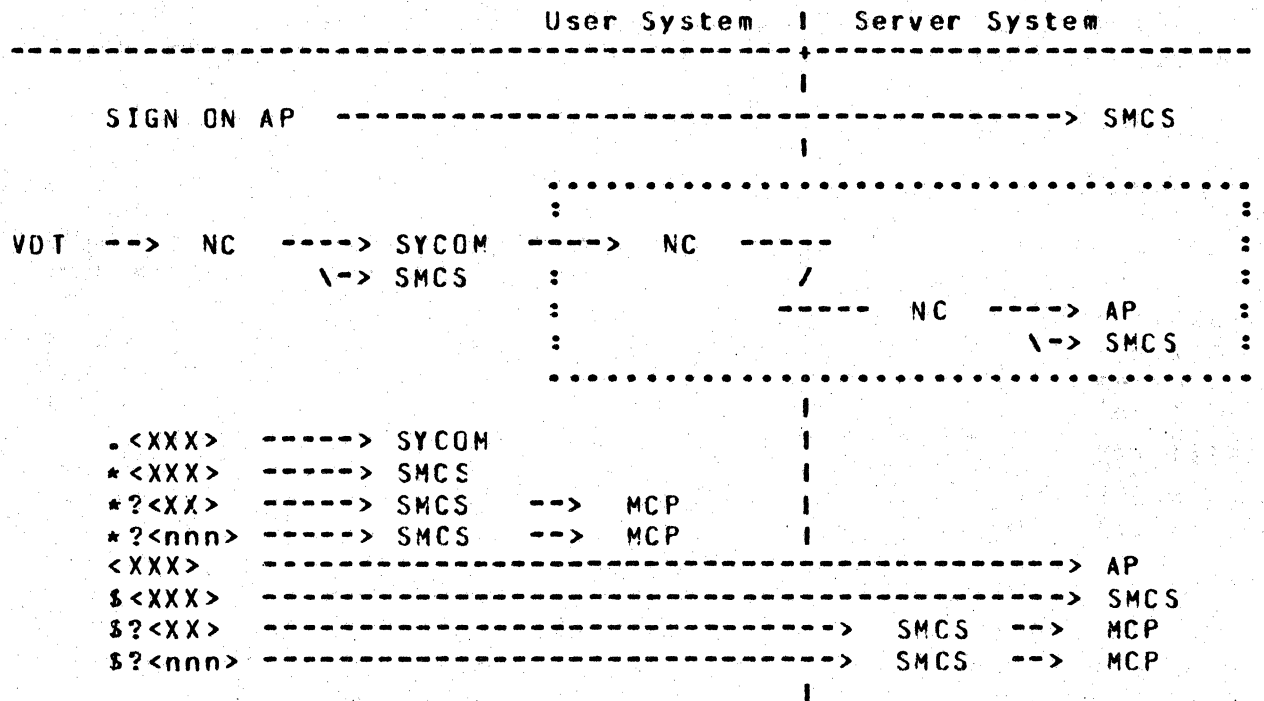 User System | Server System
-----------------------------------------+-----------------------
|
SIGN ON AP --------------------------------------> SMCS
|
.....................................
: :
VDT --> NC ----> SYCOM ----> NC ----- :
\-> SMCS : / :
: ----- NC ----> AP :
: \-> SMCS :
.....................................
|
.<XXX> -----> SYCOM |
*<XXX> -----> SMCS |
*?<XX> -----> SMCS --> MCP |
*?<nnn> -----> SMCS --> MCP |
<XXX> ------------------------------------------> AP
$<XXX> ------------------------------------------> SMCS
$?<XX> ------------------------------> SMCS --> MCP
$?<nnn> ------------------------------> SMCS --> MCP
|